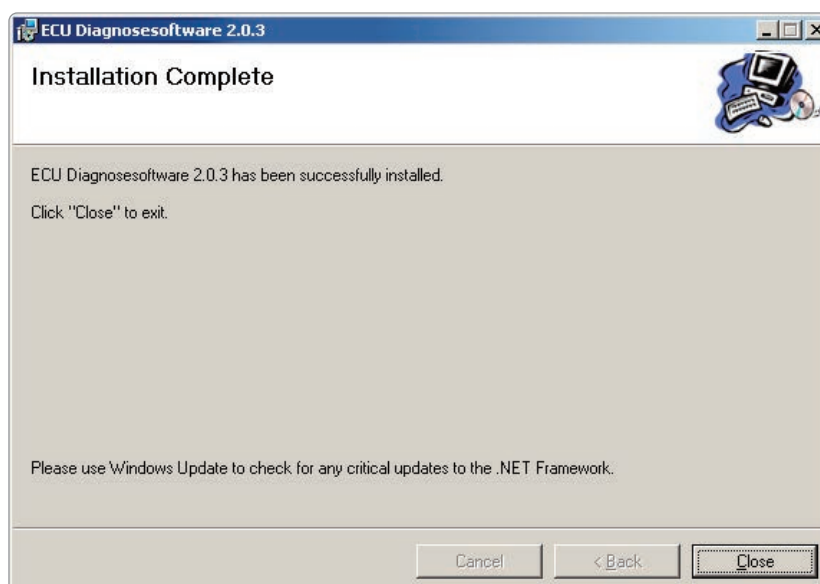 ECU Diagnosesoftware 2.0.3
Installation Complete
ECU Diagnosesoftware 2.0.3 has been successfully installed.
Click "Close" to exit.
Please use Windows Update to check for any critical updates to the .NET Framework.
Cancel
< Back
Close